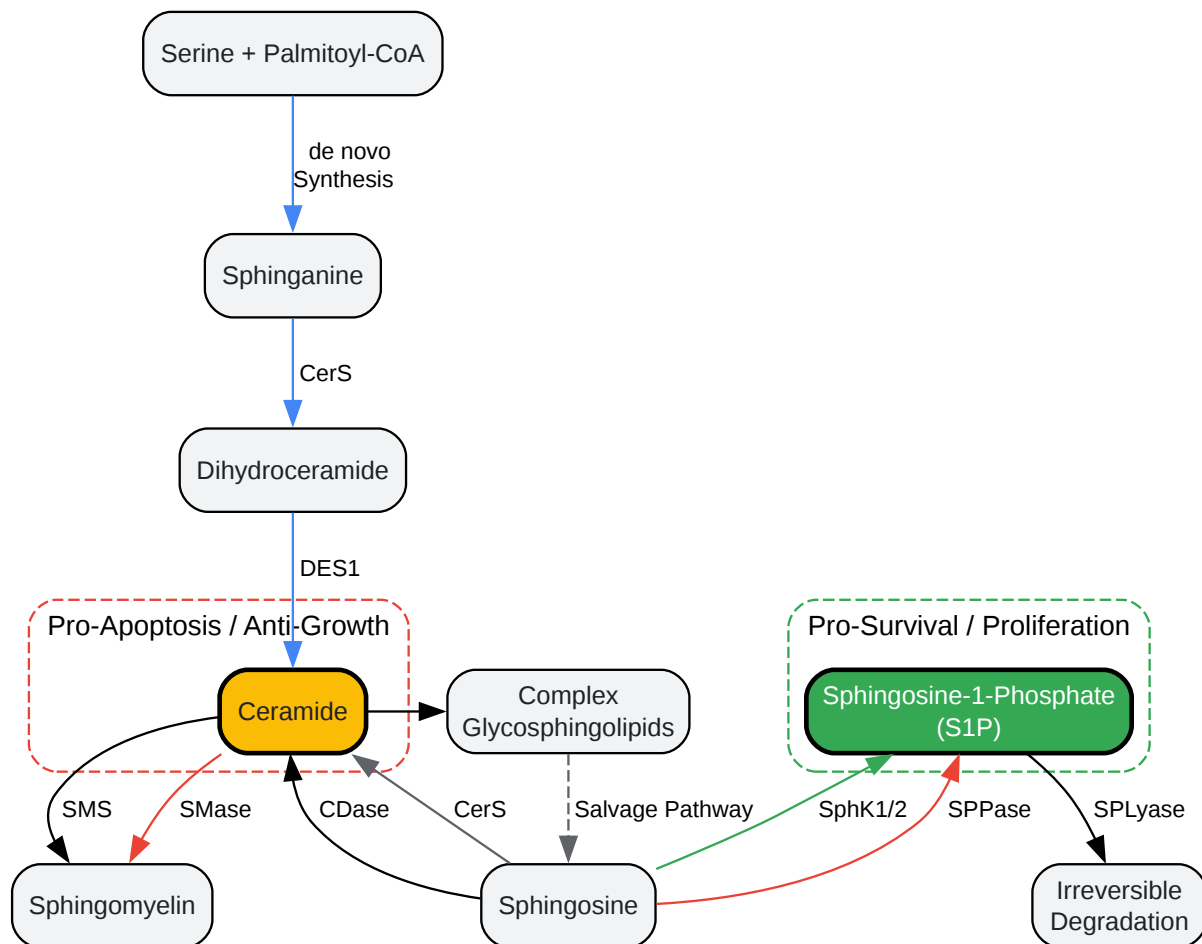 Serine + Palmitoyl-CoA
de novo
Synthesis
Sphinganine
CerS
Dihydroceramide
DES1
Pro-Apoptosis / Anti-Growth
Pro-Survival / Proliferation
Ceramide
Complex
Glycosphingolipids
Sphingosine-1-Phosphate
(S1P)
SMS
SMase
CDase
CerS
Salvage Pathway
SphK1/2
SPPase
SPLyase
Sphingomyelin
Sphingosine
Irreversible
Degradation